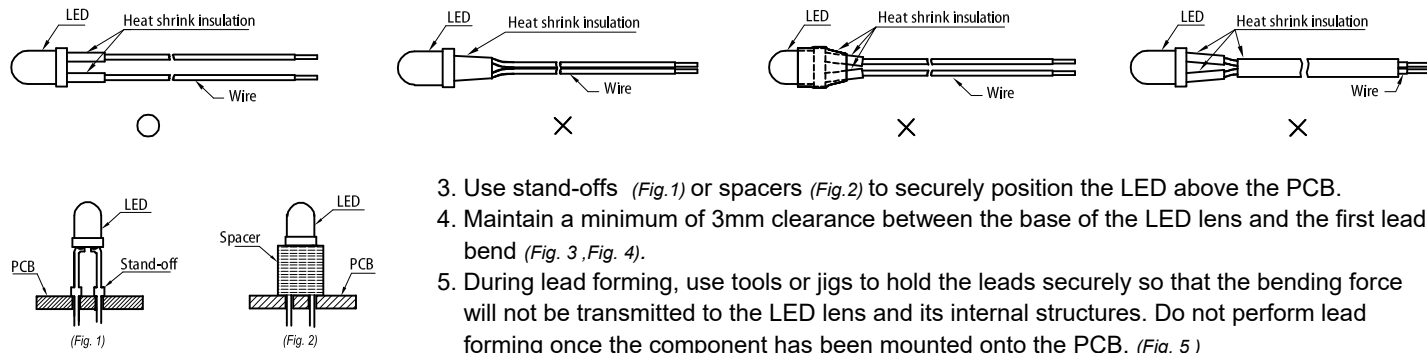 LED
Heat shrink insulation
Wire
○
LED
Heat shrink insulation
Wire
×
LED
Heat shrink insulation
Wire
×
LED
Heat shrink insulation
Wire
×
LED
PCB
Stand-off
(Fig. 1)
LED
Spacer
PCB
(Fig. 2)
3. Use stand-offs (Fig.1) or spacers (Fig.2) to securely position the LED above the PCB.
4. Maintain a minimum of 3mm clearance between the base of the LED lens and the first lead
bend (Fig. 3 ,Fig. 4).
5. During lead forming, use tools or jigs to hold the leads securely so that the bending force
will not be transmitted to the LED lens and its internal structures. Do not perform lead
forming once the component has been mounted onto the PCB. (Fig. 5 )